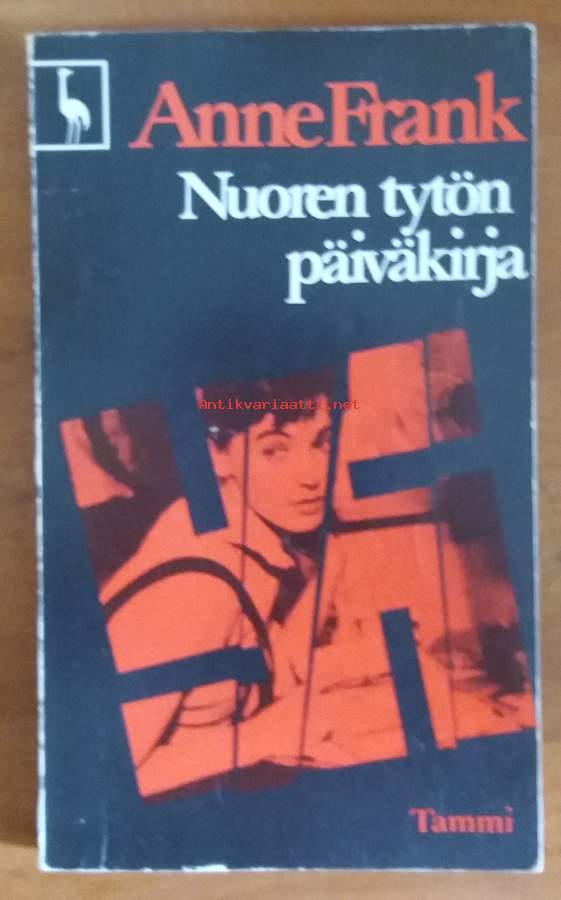 Anne Frank
Nuoren tytön
päiväkirja
Antikvariaatti.net
Tammi